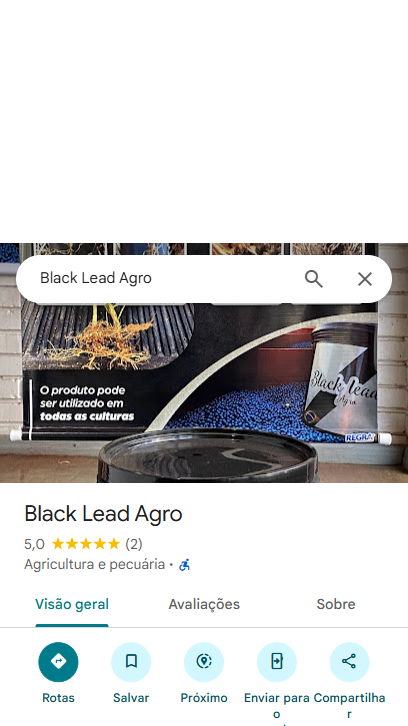 Black Lead Agro
O produto pode
ser utilizado em
todas as culturas
Black Lead
Agro
REGRA
Black Lead Agro
5,0 (2)
Agricultura e pecuária ·
Visão geral Avaliações Sobre
Rotas Salvar Próximo Enviar para o Compartilhar